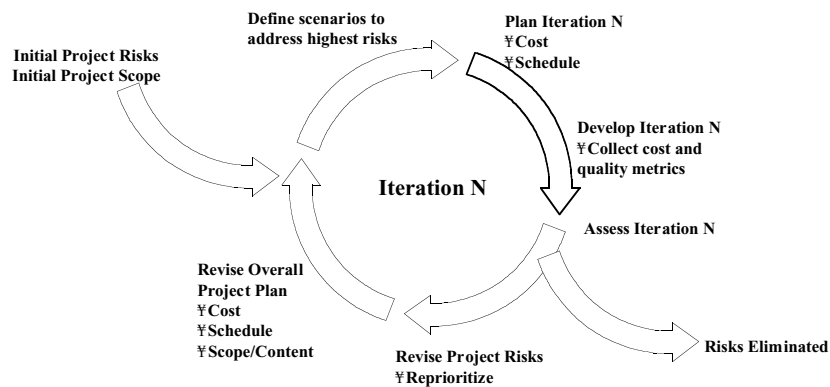 Define scenarios to
address highest risks
Plan Iteration N
¥Cost
¥Schedule
Initial Project Risks
Initial Project Scope
Develop Iteration N
¥Collect cost and
quality metrics
Iteration N
Assess Iteration N
Revise Overall
Project Plan
¥Cost
¥Schedule
¥Scope/Content
Revise Project Risks
¥Reprioritize
Risks Eliminated